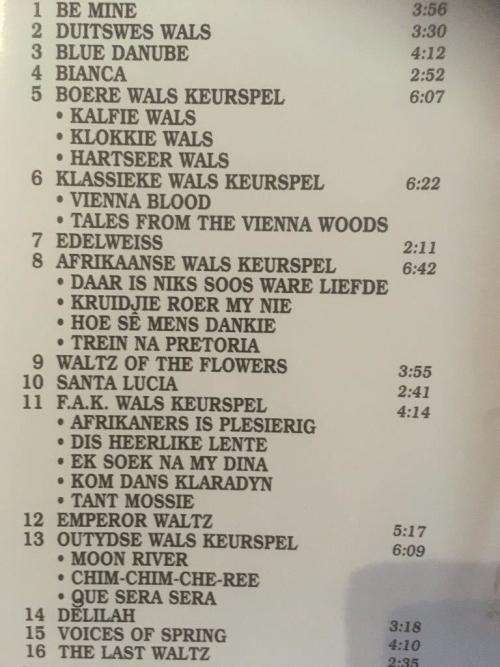 1 BE MINE 3:56
2 DUITSWES WALS 3:30
3 BLUE DANUBE 4:12
4 BIANCA 2:52
5 BOERE WALS KEURSPEL 6:07
• KALFIE WALS
• KLOKKIE WALS
• HARTSEER WALS
6 KLASSIEKE WALS KEURSPEL 6:22
• VIENNA BLOOD
• TALES FROM THE VIENNA WOODS
7 EDELWEISS 2:11
8 AFRIKAANSE WALS KEURSPEL 6:42
• DAAR IS NIKS SOOS WARE LIEFDE
• KRUIDJIE ROER MY NIE
• HOE SÊ MENS DANKIE
• TREIN NA PRETORIA
9 WALTZ OF THE FLOWERS 3:55
10 SANTA LUCIA 2:41
11 F.A.K. WALS KEURSPEL 4:14
• AFRIKANERS IS PLESIERIG
• DIS HEERLIKE LENTE
• EK SOEK NA MY DINA
• KOM DANS KLARADYN
• TANT MOSSIE
12 EMPEROR WALTZ 5:17
13 OUTYDSE WALS KEURSPEL 6:09
• MOON RIVER
• CHIM-CHIM-CHE-REE
• QUE SERA SERA
14 DELILAH 3:18
15 VOICES OF SPRING 4:10
16 THE LAST WALTZ 2:35